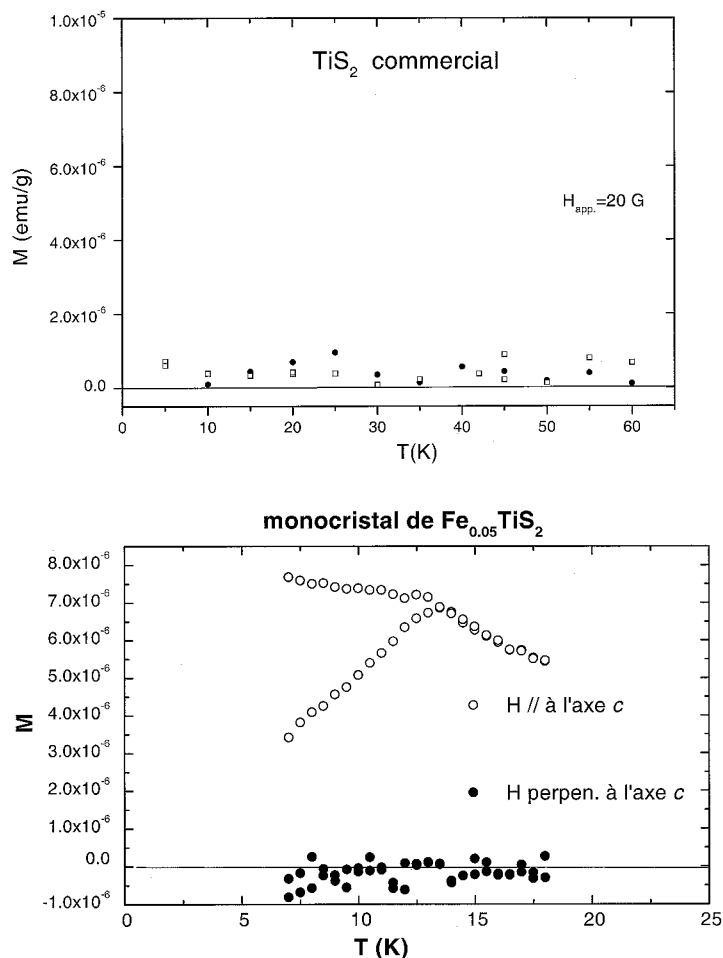 1.0x10⁻⁵
TiS₂ commercial
8.0x10⁻⁶
6.0x10⁻⁶
M (emu/g)
H_app.=20 G
4.0x10⁻⁶
2.0x10⁻⁶
0.0
0 10 20 30 40 50 60
T(K)
monocristal de Fe₀.₀₅TiS₂
8.0x10⁻⁶
7.0x10⁻⁶
6.0x10⁻⁶
5.0x10⁻⁶
M
H // à l'axe c
4.0x10⁻⁶
3.0x10⁻⁶
2.0x10⁻⁶
H perpen. à l'axe c
1.0x10⁻⁶
0.0
-1.0x10⁻⁶
0 5 10 15 20 25
T (K)